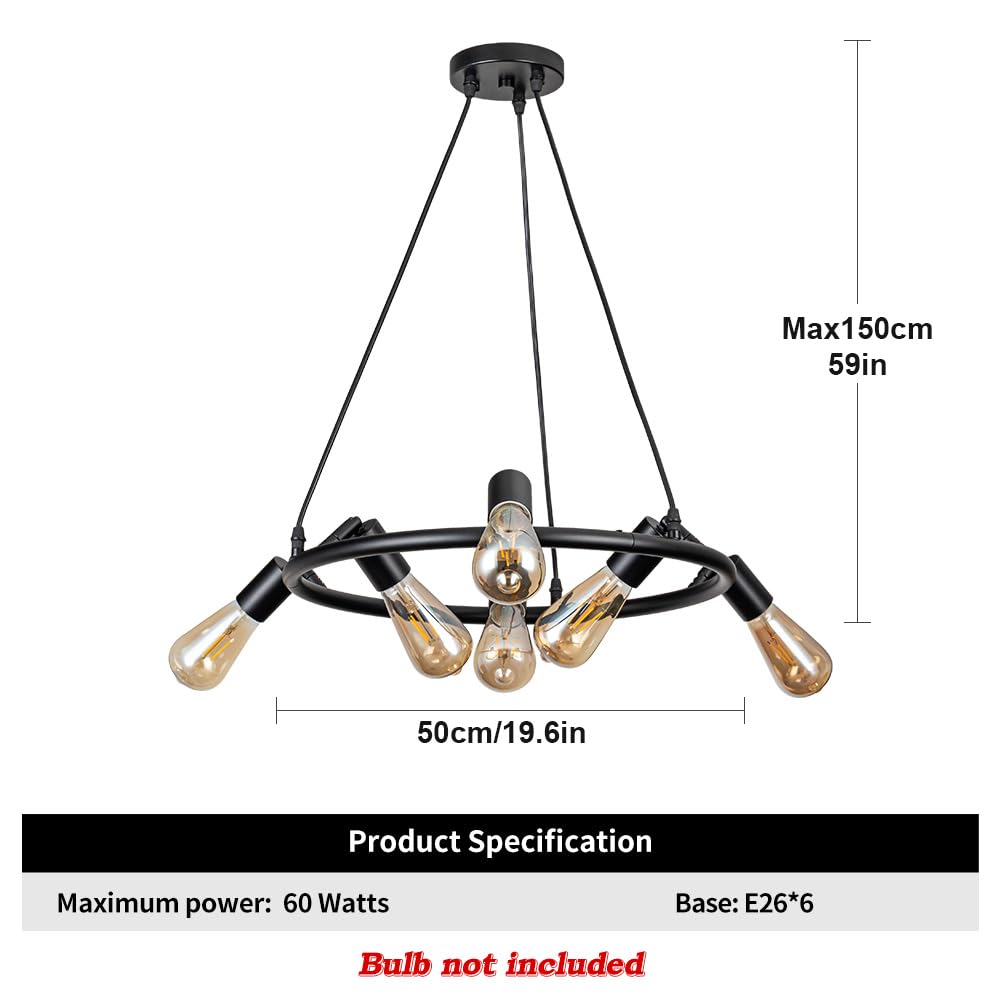 Max150cm
59in
50cm/19.6in
Product Specification
Maximum power: 60 Watts
Base: E26*6
Bulb not included